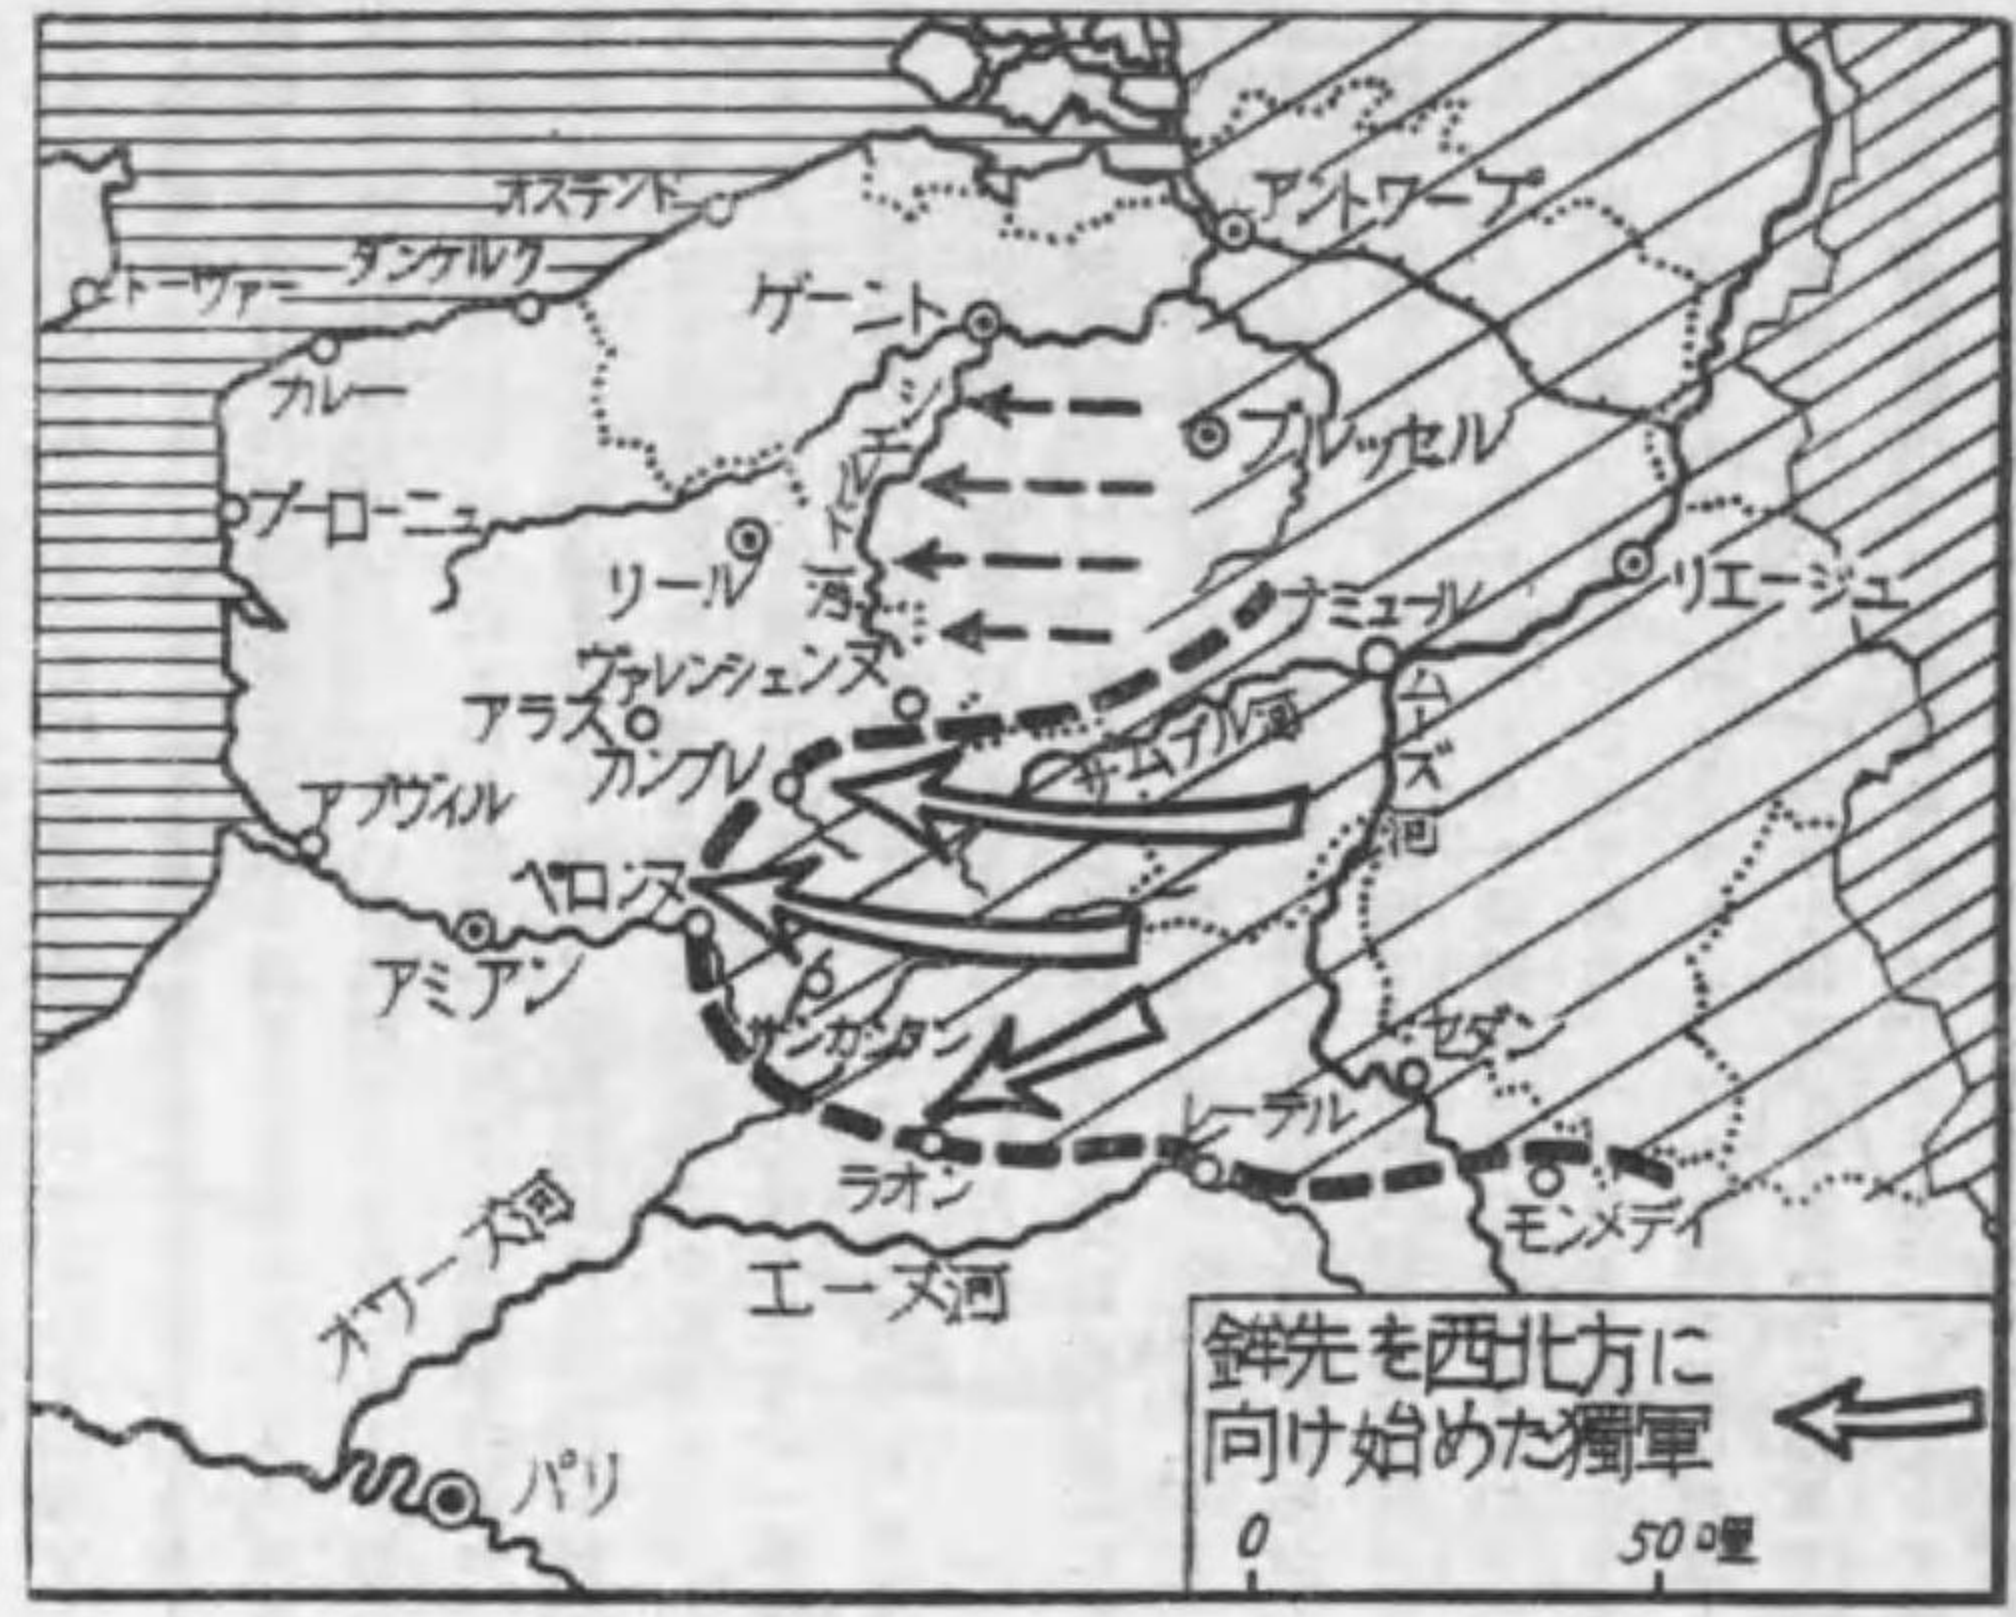 オステンド
アントワープ
ダンケルク
ドーヴァー
ゲーント
カレー
ブルッセル
エルイ河
ブーローニュ
リール
ナミュール
リエージュ
ヴァレンシェンヌ
アラス
サムブル河
ムーズ河
カンブレ
アブヴィル
ペロンヌ
アミアン
サンカンタン
セダン
レーテル
ラオン
モンメディ
オワーズ河
エーヌ河
鉾先を西北方に
向け始めた獨軍
パリ
0 50哩